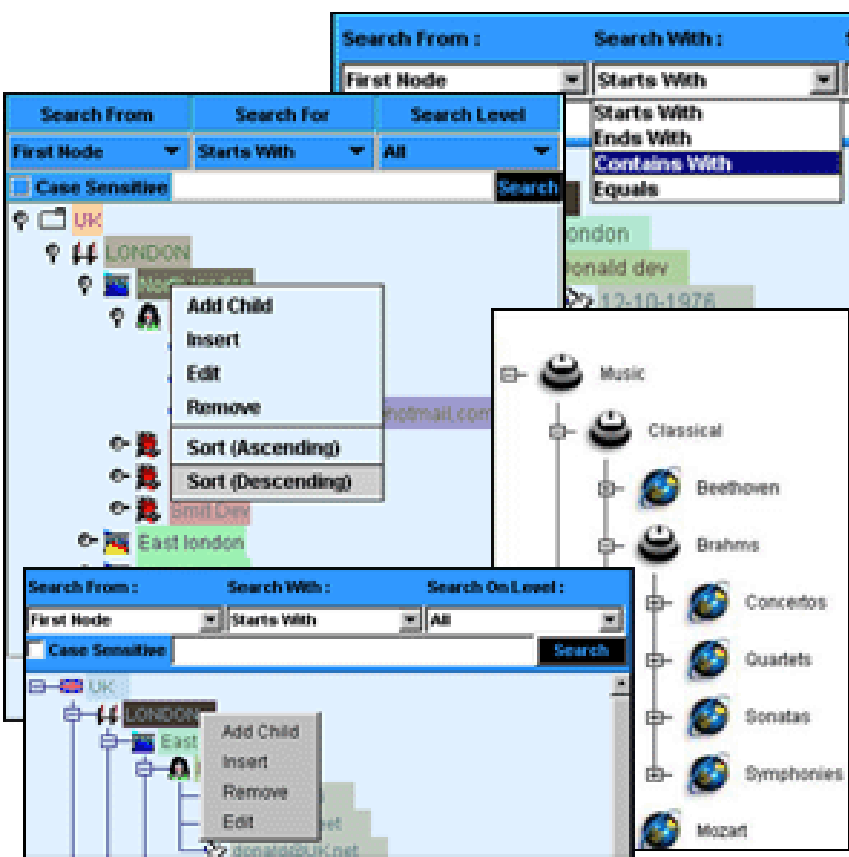 Search From : Search With :
First Node Starts With
Starts With
Ends With
Contains With
Equals
ondon
onald dev
12-10-1976
Search From Search For Search Level
First Node Starts With All
Case Sensitive Search
UK
LONDON
North london
Add Child
Insert
Edit
Remove
hotmail.com
Sort (Ascending)
Sort (Descending)
Smit Dev
East london
Music
Classical
Beethoven
Brahms
Concertos
Quartets
Sonatas
Symphonies
Mozart
Search From : Search With : Search On Level :
First Node Starts With All
Case Sensitive Search
UK
LONDON
East
Add Child
Insert
Remove
Edit
eet
donald@UK.net